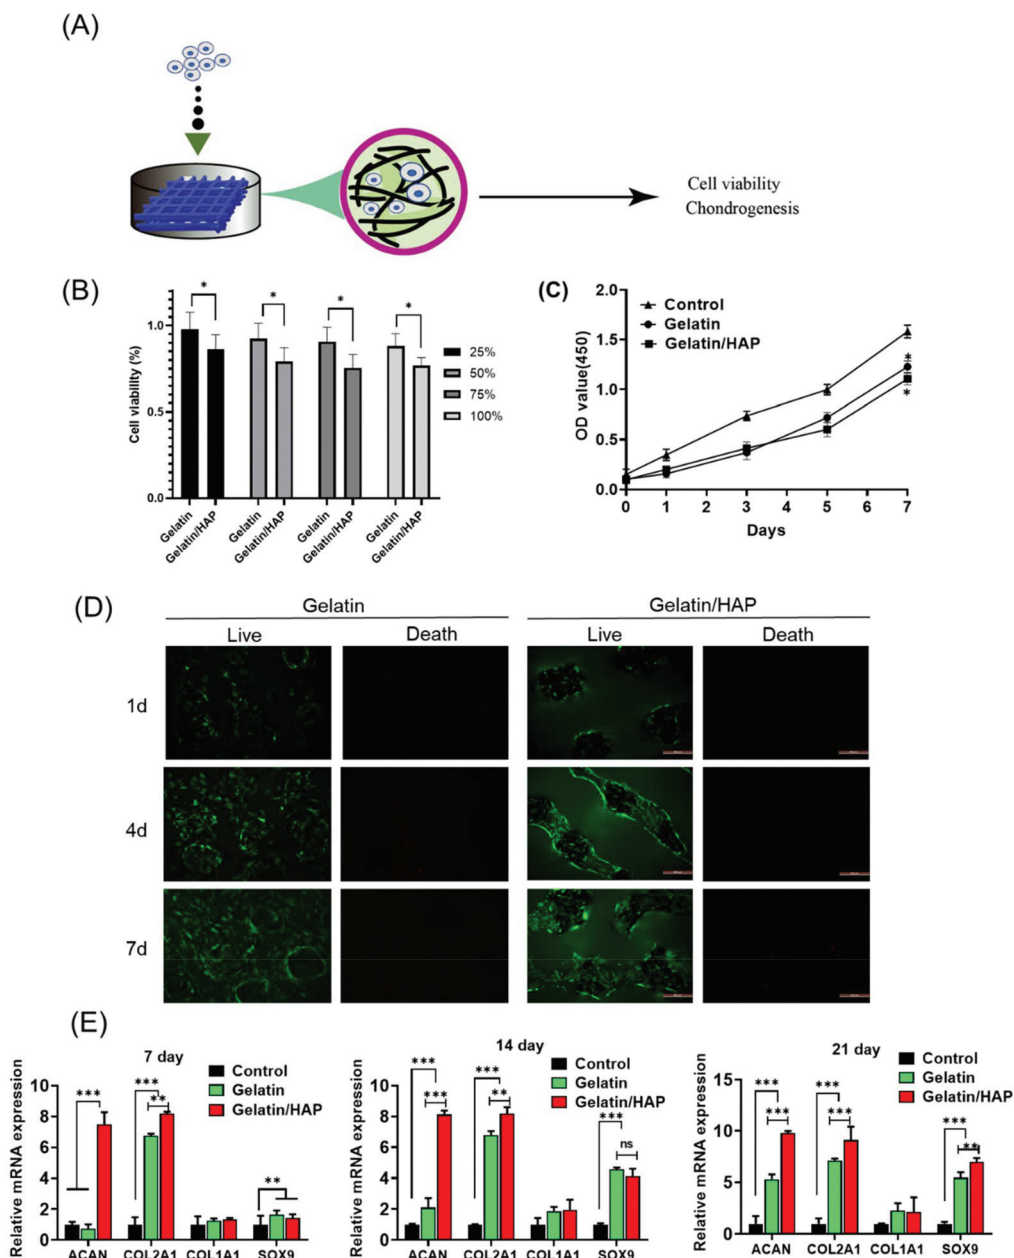 (A)
Cell viability
Chondrogenesis
(B)
Cell viability (%)
1.0
0.5
0.0
*
*
*
*
25%
50%
75%
100%
Gelatin
Gelatin/HAP
Gelatin
Gelatin/HAP
Gelatin
Gelatin/HAP
Gelatin
Gelatin/HAP
(C)
OD value(450)
2.0
1.5
1.0
0.5
0.0
Control
Gelatin
Gelatin/HAP
*
*
0 1 2 3 4 5 6 7
Days
(D)
Gelatin
Gelatin/HAP
Live
Death
Live
Death
1d
4d
7d
(E)
7 day
Relative mRNA expression
10
8
6
4
2
0
Control
Gelatin
Gelatin/HAP
***
***
**
**
ACAN COL2A1 COL1A1 SOX9
14 day
Relative mRNA expression
10
8
6
4
2
0
Control
Gelatin
Gelatin/HAP
***
***
***
**
***
ns
ACAN COL2A1 COL1A1 SOX9
21 day
Relative mRNA expression
15
10
5
0
Control
Gelatin
Gelatin/HAP
***
***
***
***
***
**
ACAN COL2A1 COL1A1 SOX9